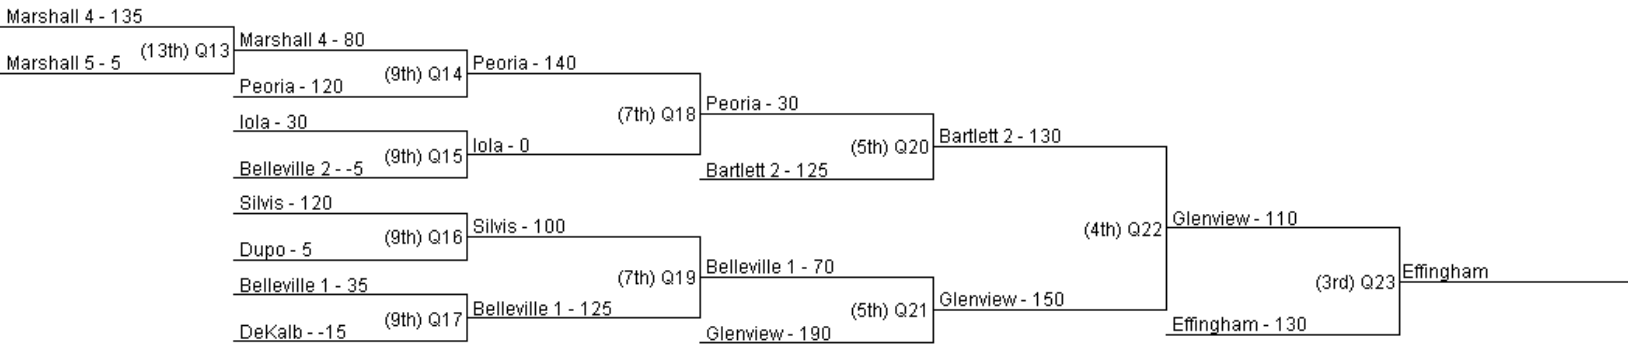 Marshall 4 - 135
Marshall 5 - 5
(13th) Q13
Marshall 4 - 80
Peoria - 120
(9th) Q14
Iola - 30
Belleville 2 - -5
(9th) Q15
Silvis - 120
Dupo - 5
(9th) Q16
Belleville 1 - 35
DeKalb - -15
(9th) Q17
Peoria - 140
Iola - 0
(7th) Q18
Silvis - 100
Belleville 1 - 125
(7th) Q19
Peoria - 30
Bartlett 2 - 125
(5th) Q20
Belleville 1 - 70
Glenview - 190
(5th) Q21
Bartlett 2 - 130
Glenview - 150
(4th) Q22
Glenview - 110
Effingham - 130
(3rd) Q23
Effingham